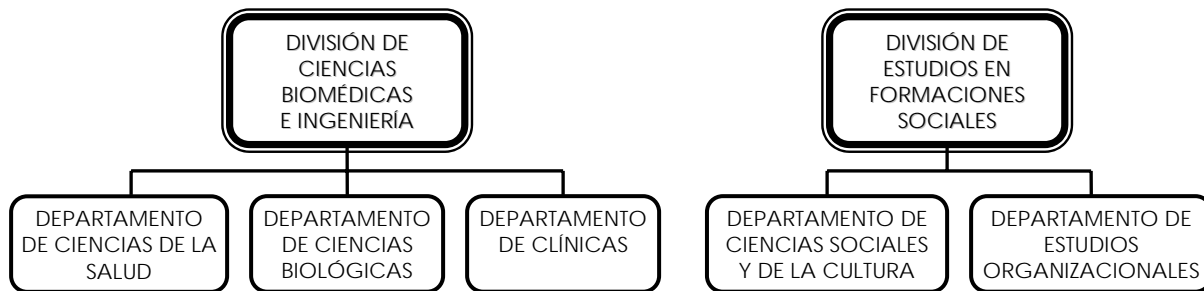 DIVISIÓN DE
CIENCIAS
BIOMÉDICAS
E INGENIERÍA
DIVISIÓN DE
ESTUDIOS EN
FORMACIONES
SOCIALES
DEPARTAMENTO
DE CIENCIAS DE LA
SALUD
DEPARTAMENTO
DE CIENCIAS
BIOLÓGICAS
DEPARTAMENTO
DE CLÍNICAS
DEPARTAMENTO DE
CIENCIAS SOCIALES
Y DE LA CULTURA
DEPARTAMENTO DE
ESTUDIOS
ORGANIZACIONALES